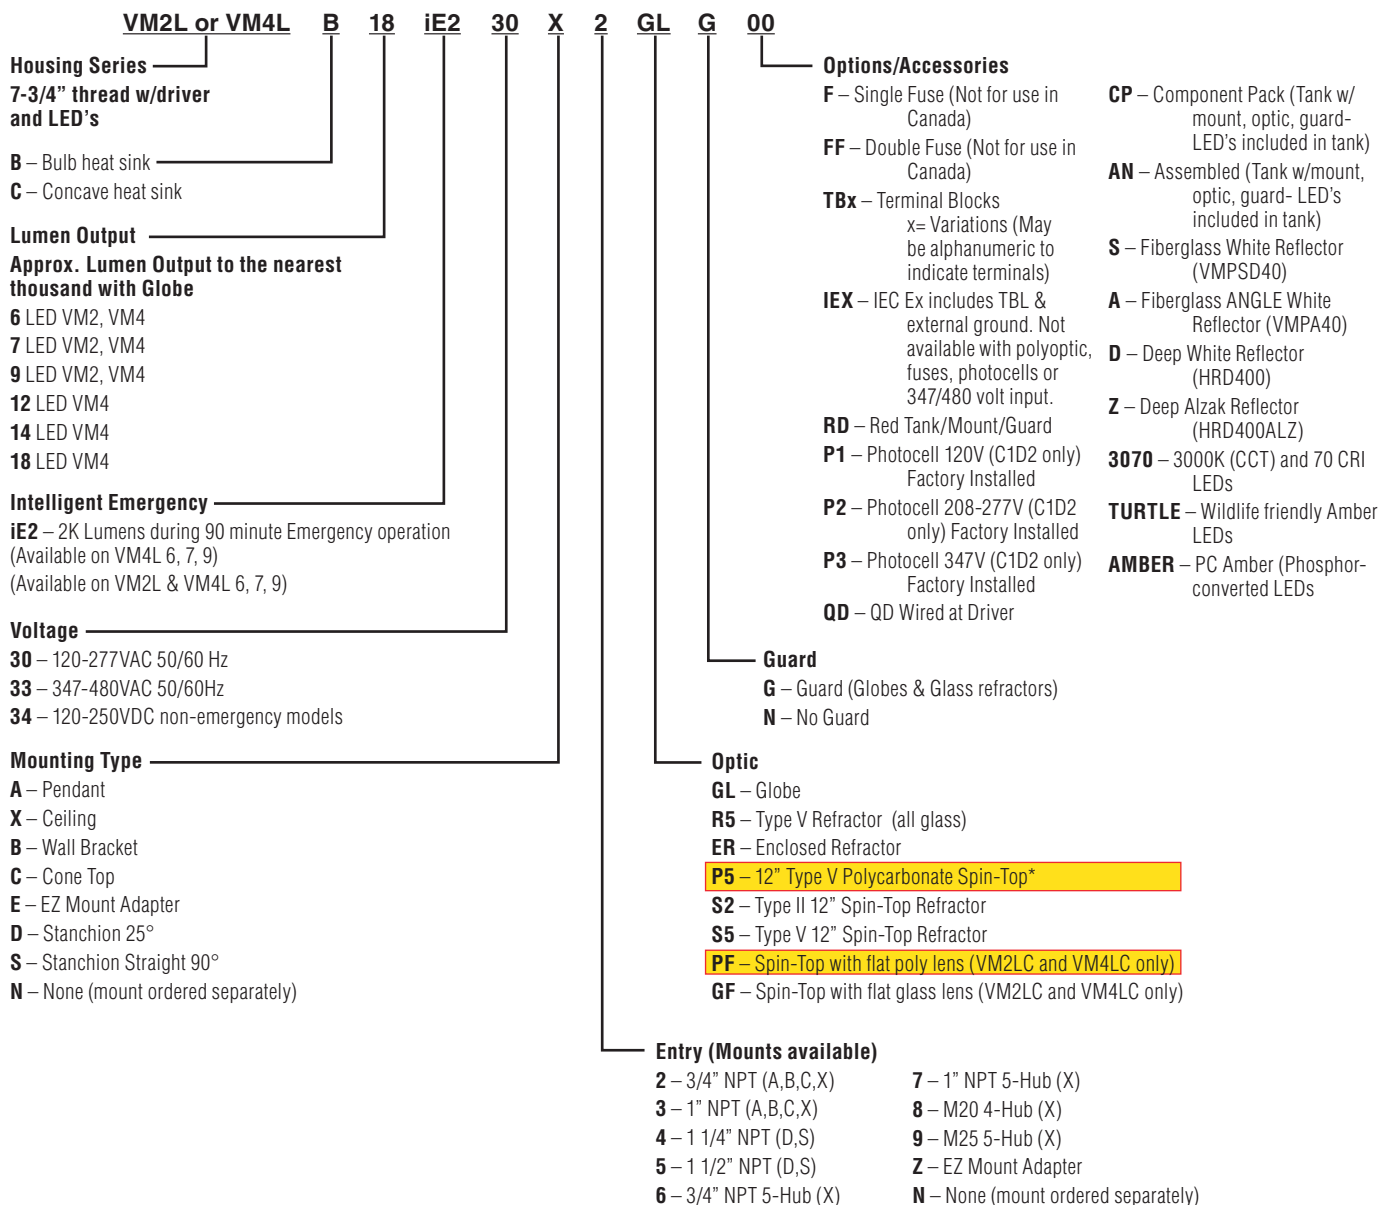 VM2L or VM4L B 18 iE2 30 X 2 GL G 00
Housing Series
7-3/4” thread w/driver
and LED’s
B – Bulb heat sink
C – Concave heat sink
Lumen Output
Approx. Lumen Output to the nearest
thousand with Globe
6 LED VM2, VM4
7 LED VM2, VM4
9 LED VM2, VM4
12 LED VM4
14 LED VM4
18 LED VM4
Intelligent Emergency
iE2 – 2K Lumens during 90 minute Emergency operation
(Available on VM4L 6, 7, 9)
(Available on VM2L & VM4L 6, 7, 9)
Voltage
30 – 120-277VAC 50/60 Hz
33 – 347-480VAC 50/60Hz
34 – 120-250VDC non-emergency models
Mounting Type
A – Pendant
X – Ceiling
B – Wall Bracket
C – Cone Top
E – EZ Mount Adapter
D – Stanchion 25°
S – Stanchion Straight 90°
N – None (mount ordered separately)
Options/Accessories
F – Single Fuse (Not for use in
Canada)
FF – Double Fuse (Not for use in
Canada)
TBx – Terminal Blocks
x= Variations (May
be alphanumeric to
indicate terminals)
IEX – IEC Ex includes TBL &
external ground. Not
available with polyoptic,
fuses, photocells or
347/480 volt input.
RD – Red Tank/Mount/Guard
P1 – Photocell 120V (C1D2 only)
Factory Installed
P2 – Photocell 208-277V (C1D2
only) Factory Installed
P3 – Photocell 347V (C1D2 only)
Factory Installed
QD – QD Wired at Driver
CP – Component Pack (Tank w/
mount, optic, guard-
LED’s included in tank)
AN – Assembled (Tank w/mount,
optic, guard- LED’s
included in tank)
S – Fiberglass White Reflector
(VMPSD40)
A – Fiberglass ANGLE White
Reflector (VMPA40)
D – Deep White Reflector
(HRD400)
Z – Deep Alzak Reflector
(HRD400ALZ)
3070 – 3000K (CCT) and 70 CRI
LEDs
TURTLE – Wildlife friendly Amber
LEDs
AMBER – PC Amber (Phosphor-
converted LEDs
Guard
G – Guard (Globes & Glass refractors)
N – No Guard
Optic
GL – Globe
R5 – Type V Refractor (all glass)
ER – Enclosed Refractor
P5 – 12” Type V Polycarbonate Spin-Top*
S2 – Type II 12” Spin-Top Refractor
S5 – Type V 12” Spin-Top Refractor
PF – Spin-Top with flat poly lens (VM2LC and VM4LC only)
GF – Spin-Top with flat glass lens (VM2LC and VM4LC only)
Entry (Mounts available)
2 – 3/4” NPT (A,B,C,X)
3 – 1” NPT (A,B,C,X)
4 – 1 1/4” NPT (D,S)
5 – 1 1/2” NPT (D,S)
6 – 3/4” NPT 5-Hub (X)
7 – 1” NPT 5-Hub (X)
8 – M20 4-Hub (X)
9 – M25 5-Hub (X)
Z – EZ Mount Adapter
N – None (mount ordered separately)